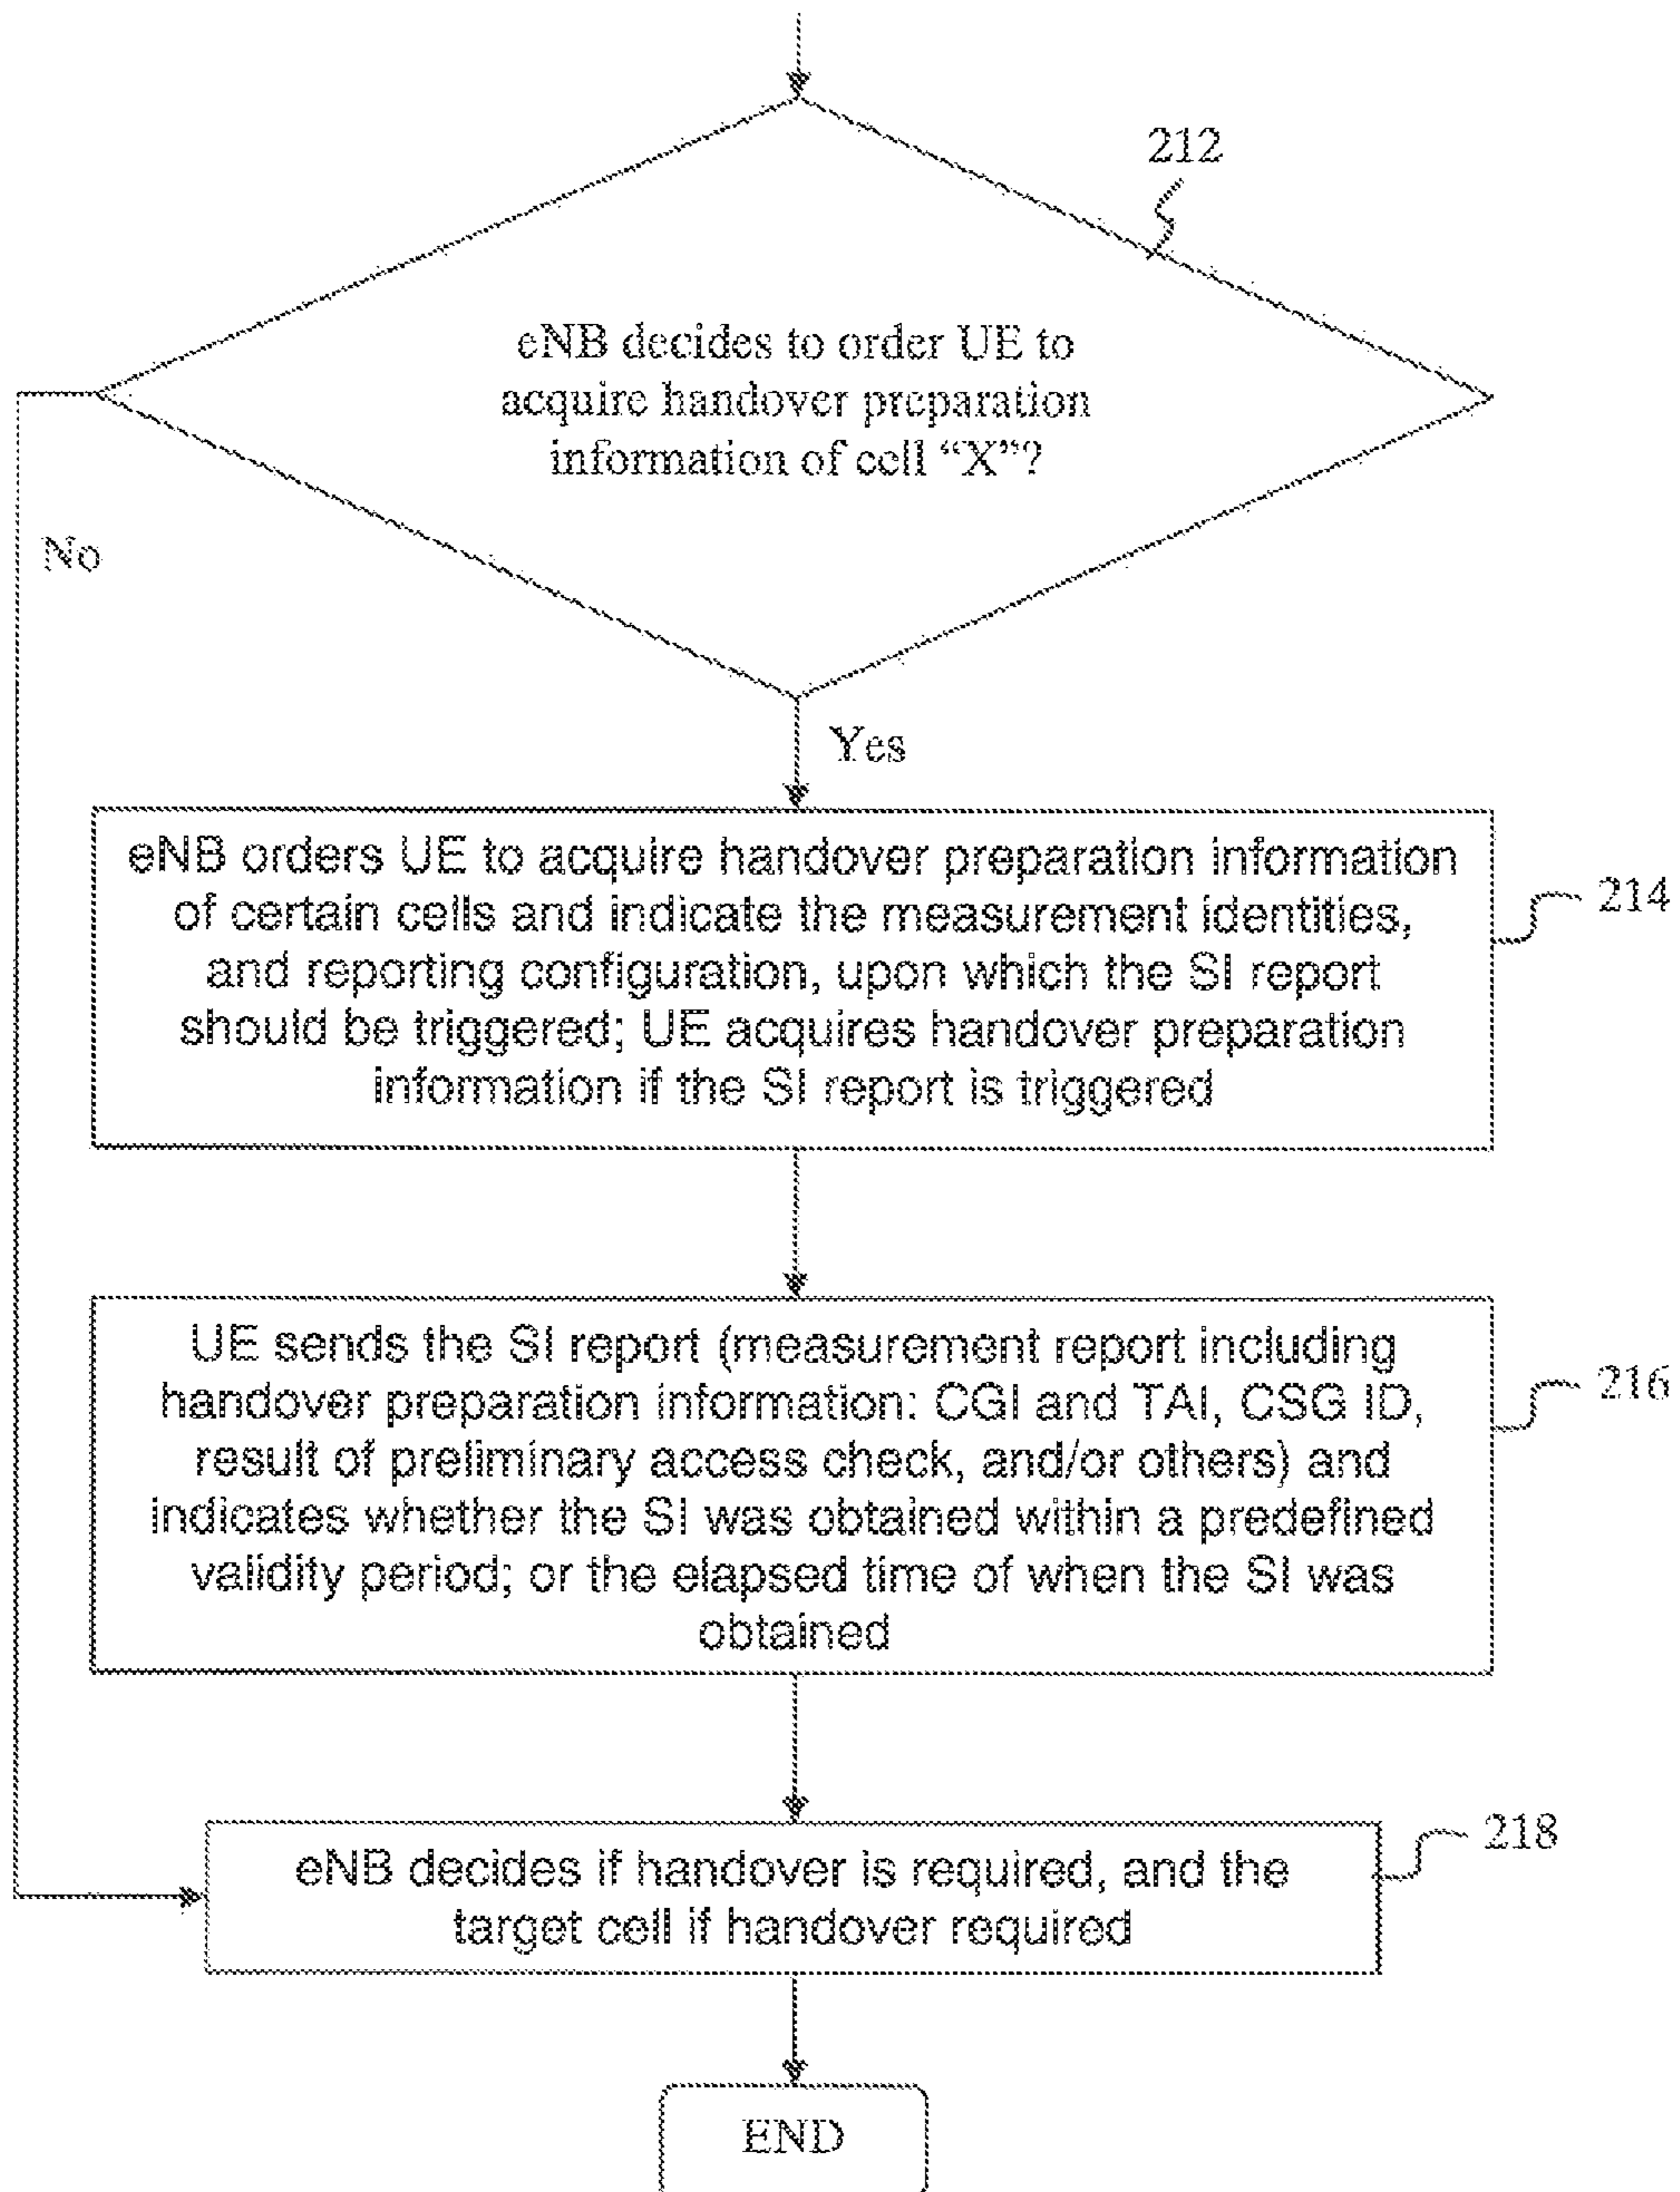 212
eNB decides to order UE to
acquire handover preparation
information of cell “X”?
No
Yes
eNB orders UE to acquire handover preparation information
of certain cells and indicate the measurement identities,
and reporting configuration, upon which the SI report
should be triggered; UE acquires handover preparation
information if the SI report is triggered
214
UE sends the SI report (measurement report including
handover preparation information: CGI and TAI, CSG ID,
result of preliminary access check, and/or others) and
indicates whether the SI was obtained within a predefined
validity period; or the elapsed time of when the SI was
obtained
216
eNB decides if handover is required, and the
target cell if handover required
218
END